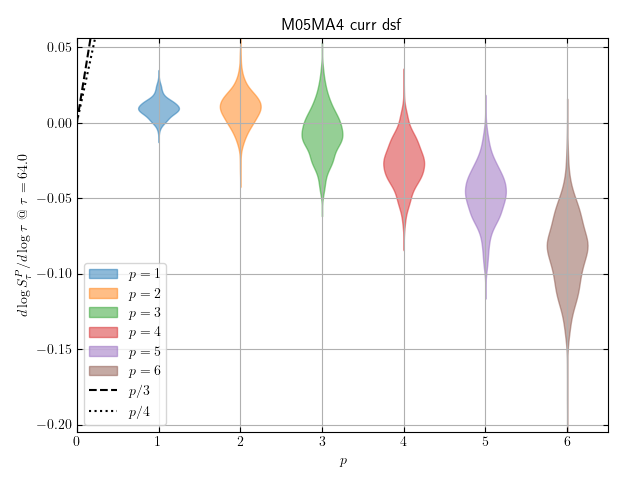 M05MA4 curr dsf
0.05
0.00
−0.05
−0.10
−0.15
−0.20
d log S_τ^P / d log τ @ τ = 64.0
p = 1
p = 2
p = 3
p = 4
p = 5
p = 6
p/3
p/4
0 1 2 3 4 5 6
p